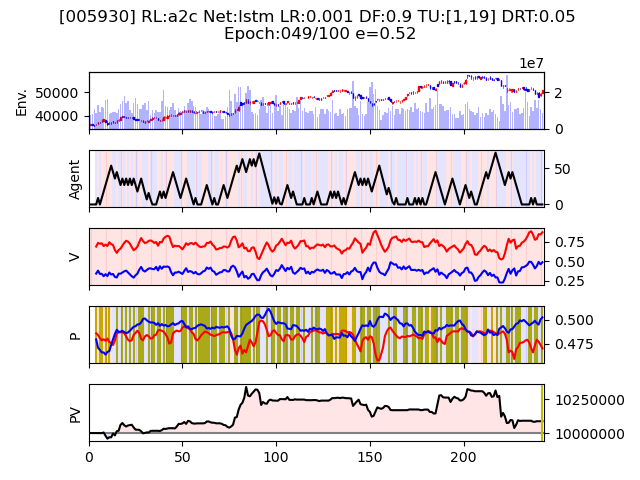 [005930] RL:a2c Net:lstm LR:0.001 DF:0.9 TU:[1,19] DRT:0.05
Epoch:049/100 e=0.52
1e7
Env.
50000
40000
2
0
Agent
50
0
V
0.75
0.50
0.25
P
0.500
0.475
PV
10250000
10000000
0 50 100 150 200